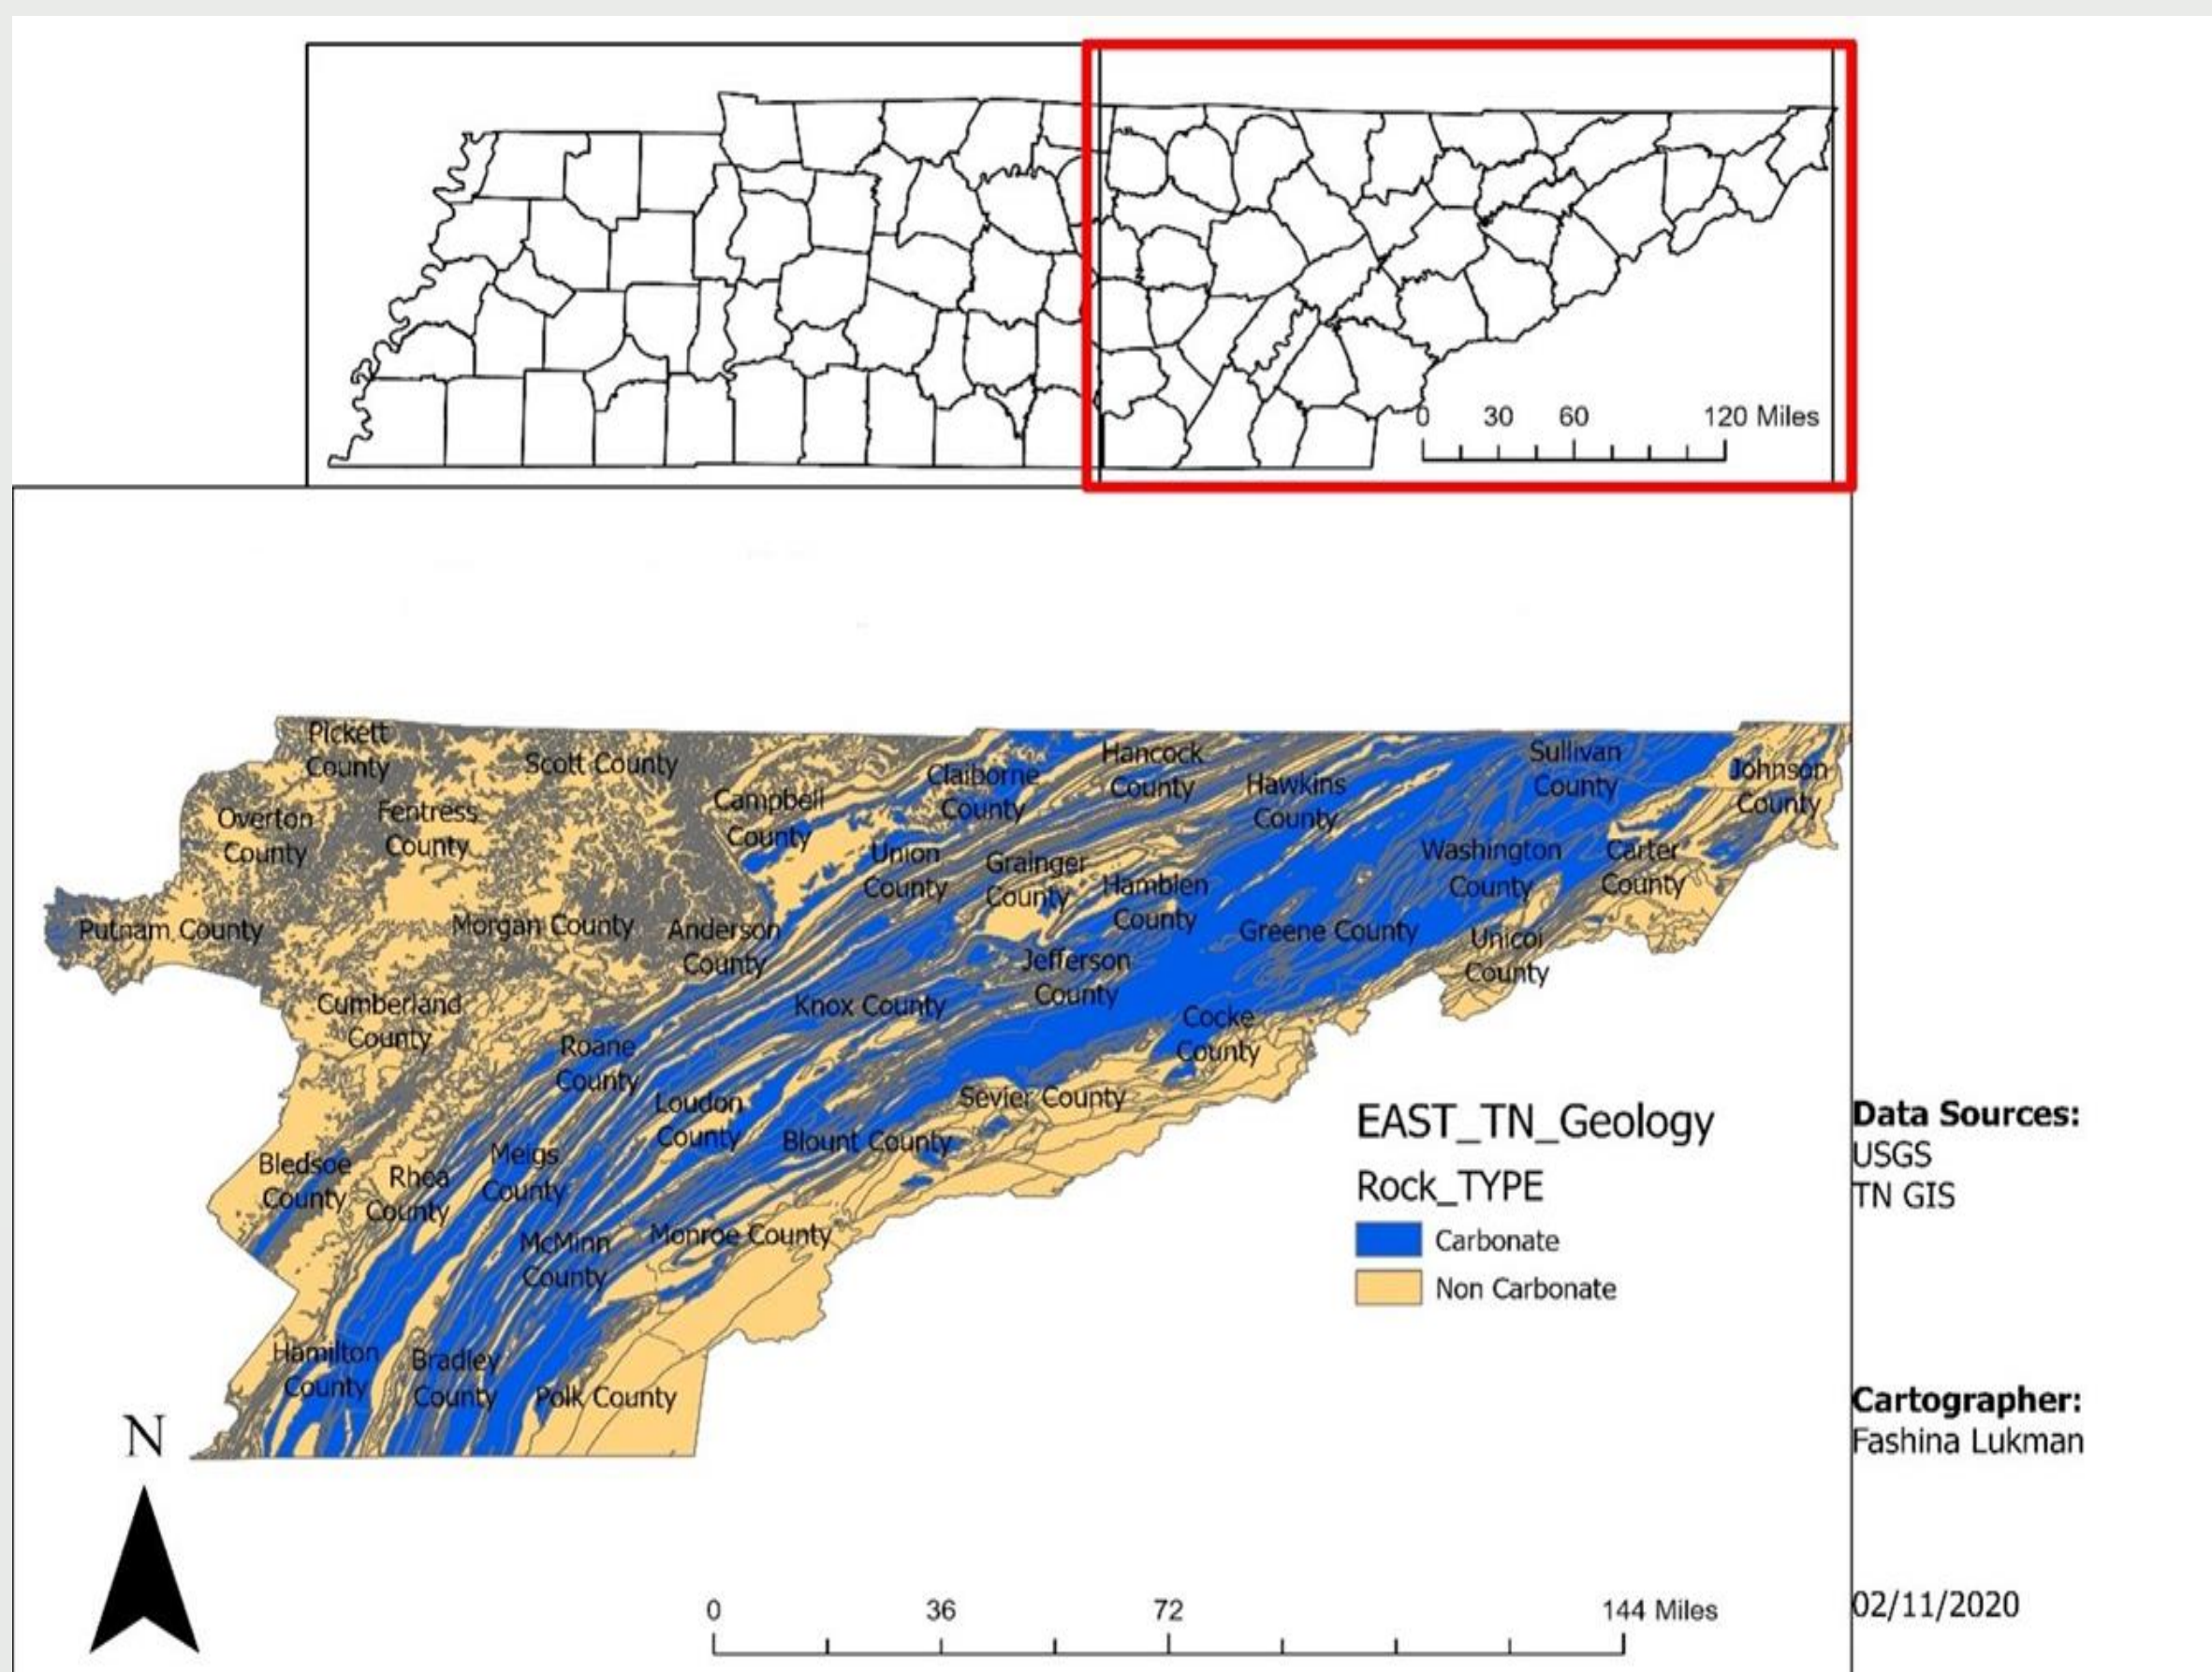 0 30 60 120 Miles
Pickett
County
Scott County
Hancock
County
Sullivan
County
Johnson
County
Claiborne
County
Hawkins
County
Campbell
County
Overton
County
Fentress
County
Union
County
Grainger
County
Washington
County
Carter
County
Hamblen
County
Putnam County
Morgan County
Anderson
County
Greene County
Unicoi
County
Jefferson
County
Cumberland
County
Knox County
Cocke
County
Roane
County
Loudon
County
Sevier County
Blount County
Bledsoe
County
Rhea
County
Meigs
County
McMinn
County
Monroe County
Hamilton
County
Bradley
County
Polk County
EAST_TN_Geology
Rock_TYPE
Carbonate
Non Carbonate
Data Sources:
USGS
TN GIS
Cartographer:
Fashina Lukman
02/11/2020
N
0 36 72 144 Miles